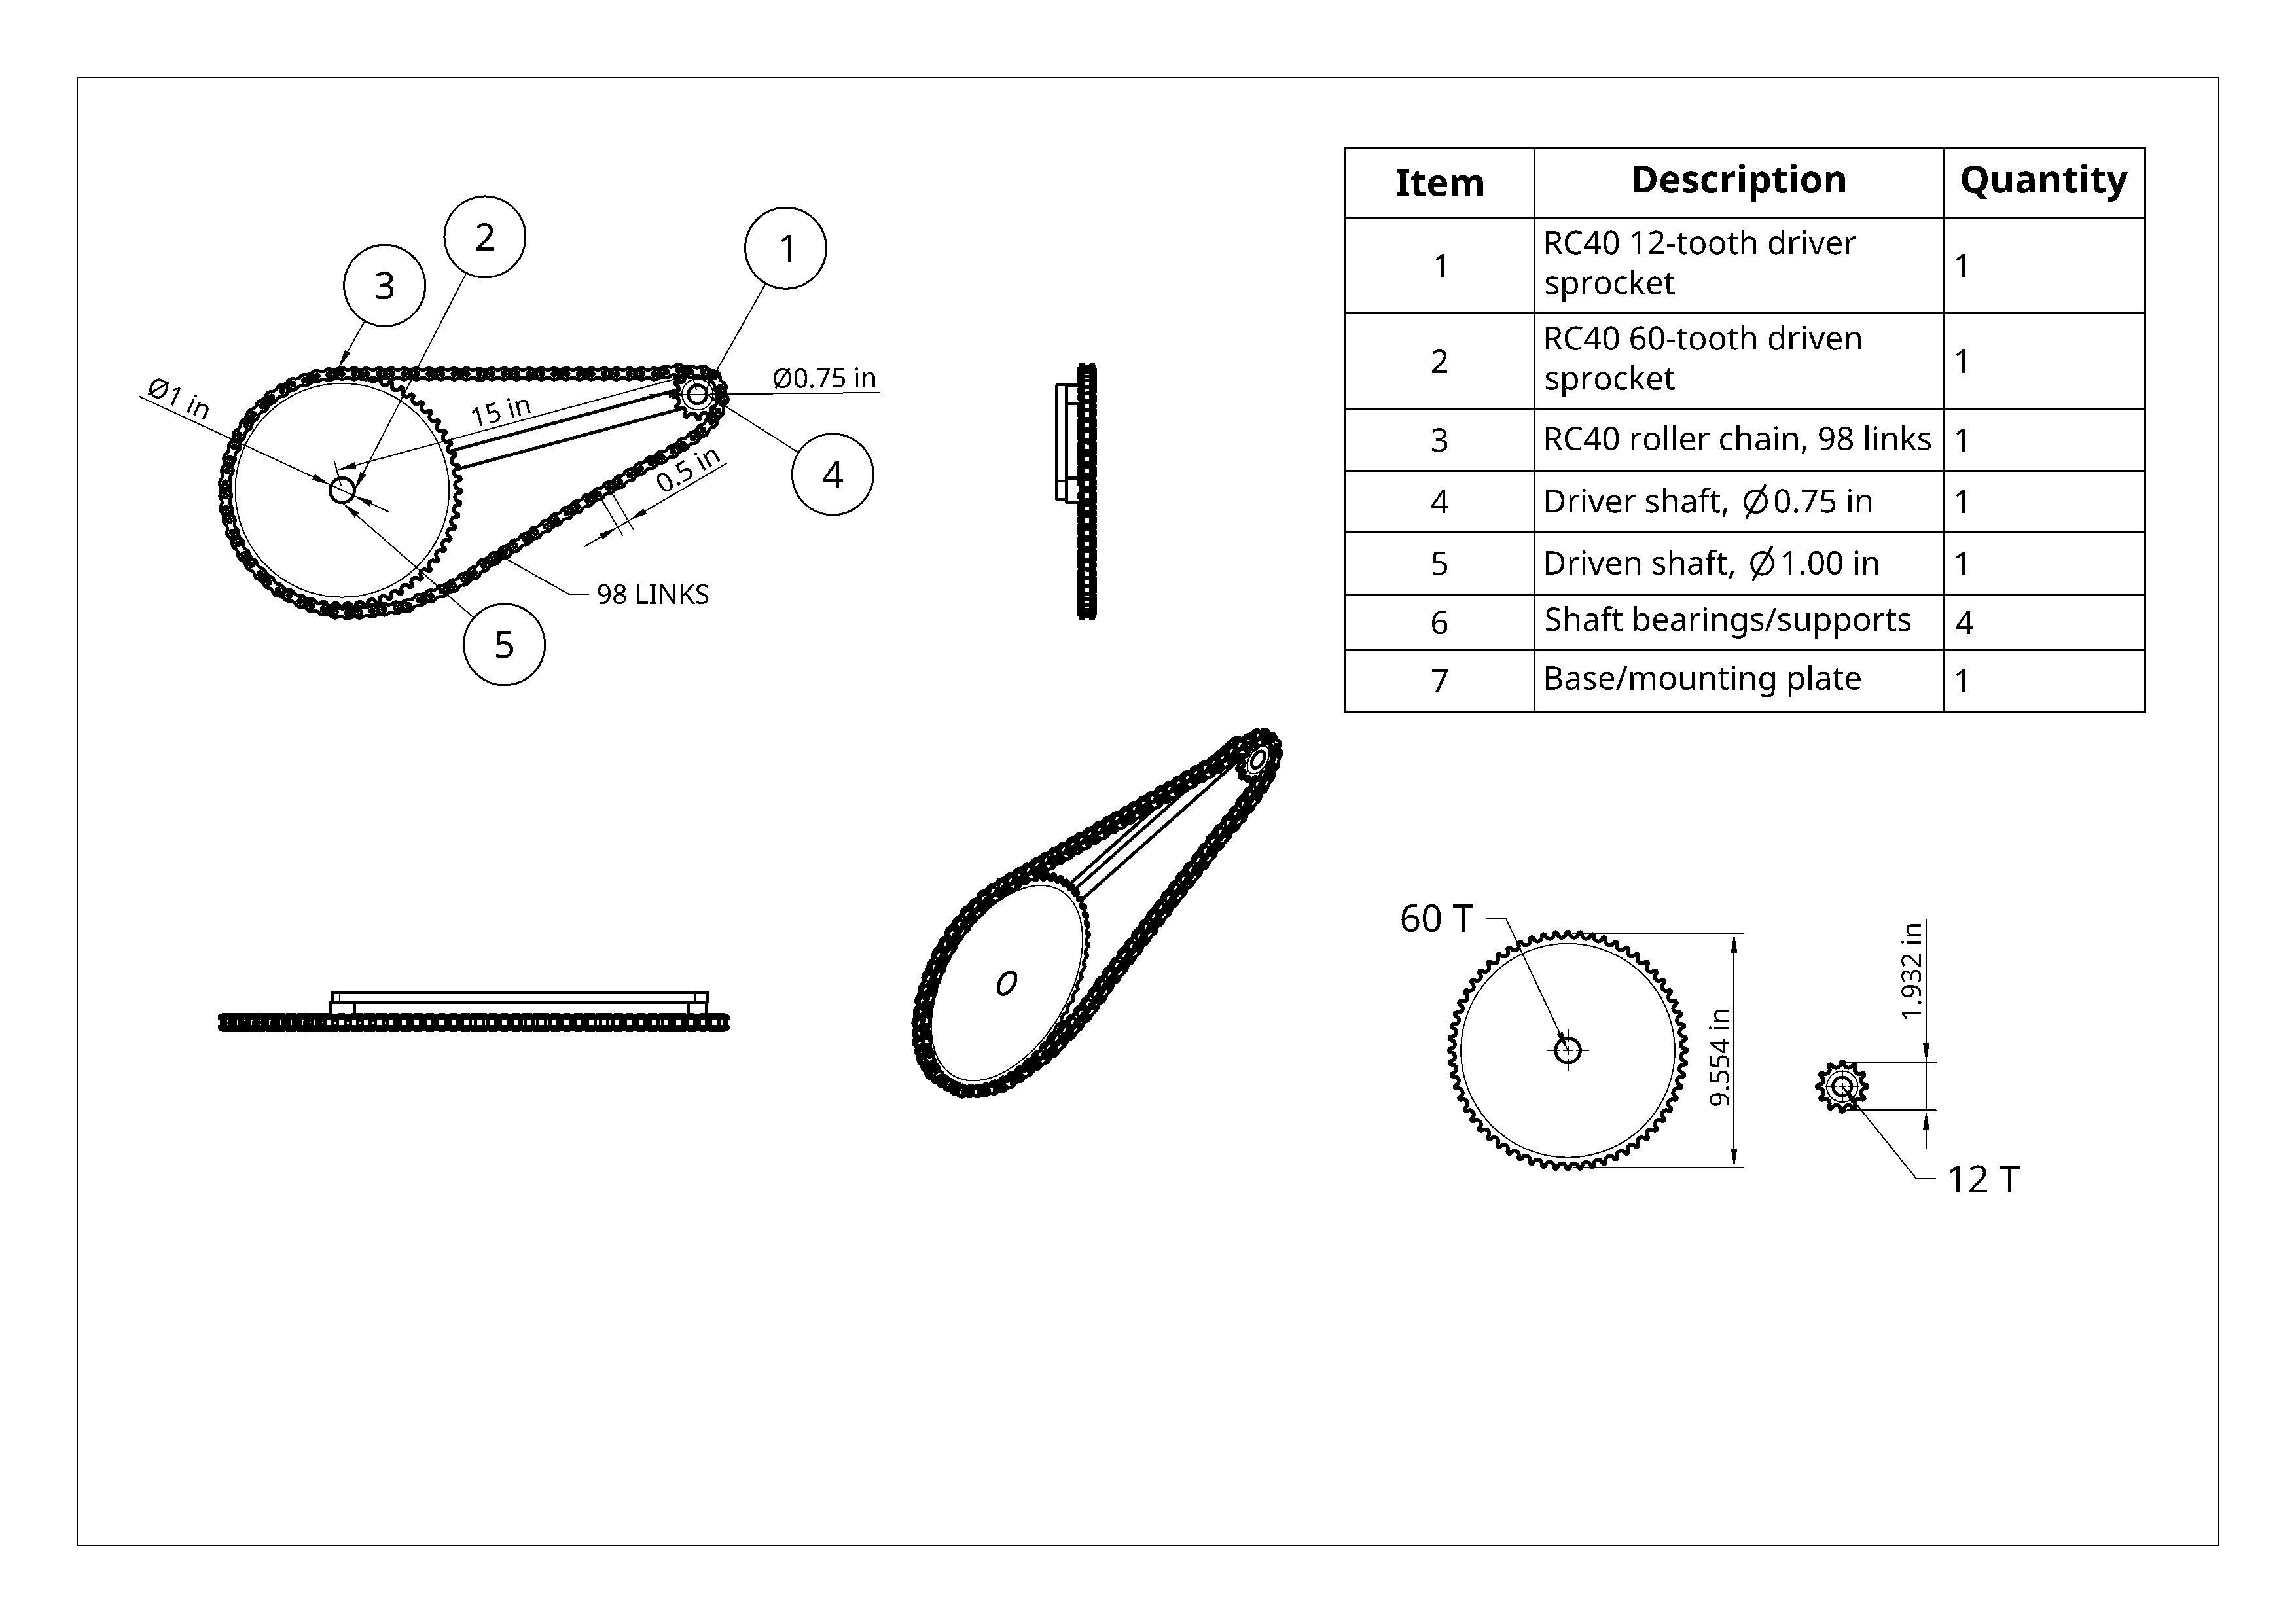 3
2
1
Ø1 in
15 in
Ø0.75 in
0.5 in
4
98 LINKS
5
Item Description Quantity
1 RC40 12-tooth driver
sprocket 1
2 RC40 60-tooth driven
sprocket 1
3 RC40 roller chain, 98 links 1
4 Driver shaft, ∅0.75 in 1
5 Driven shaft, ∅1.00 in 1
6 Shaft bearings/supports 4
7 Base/mounting plate 1
60 T
9.554 in
1.932 in
12 T